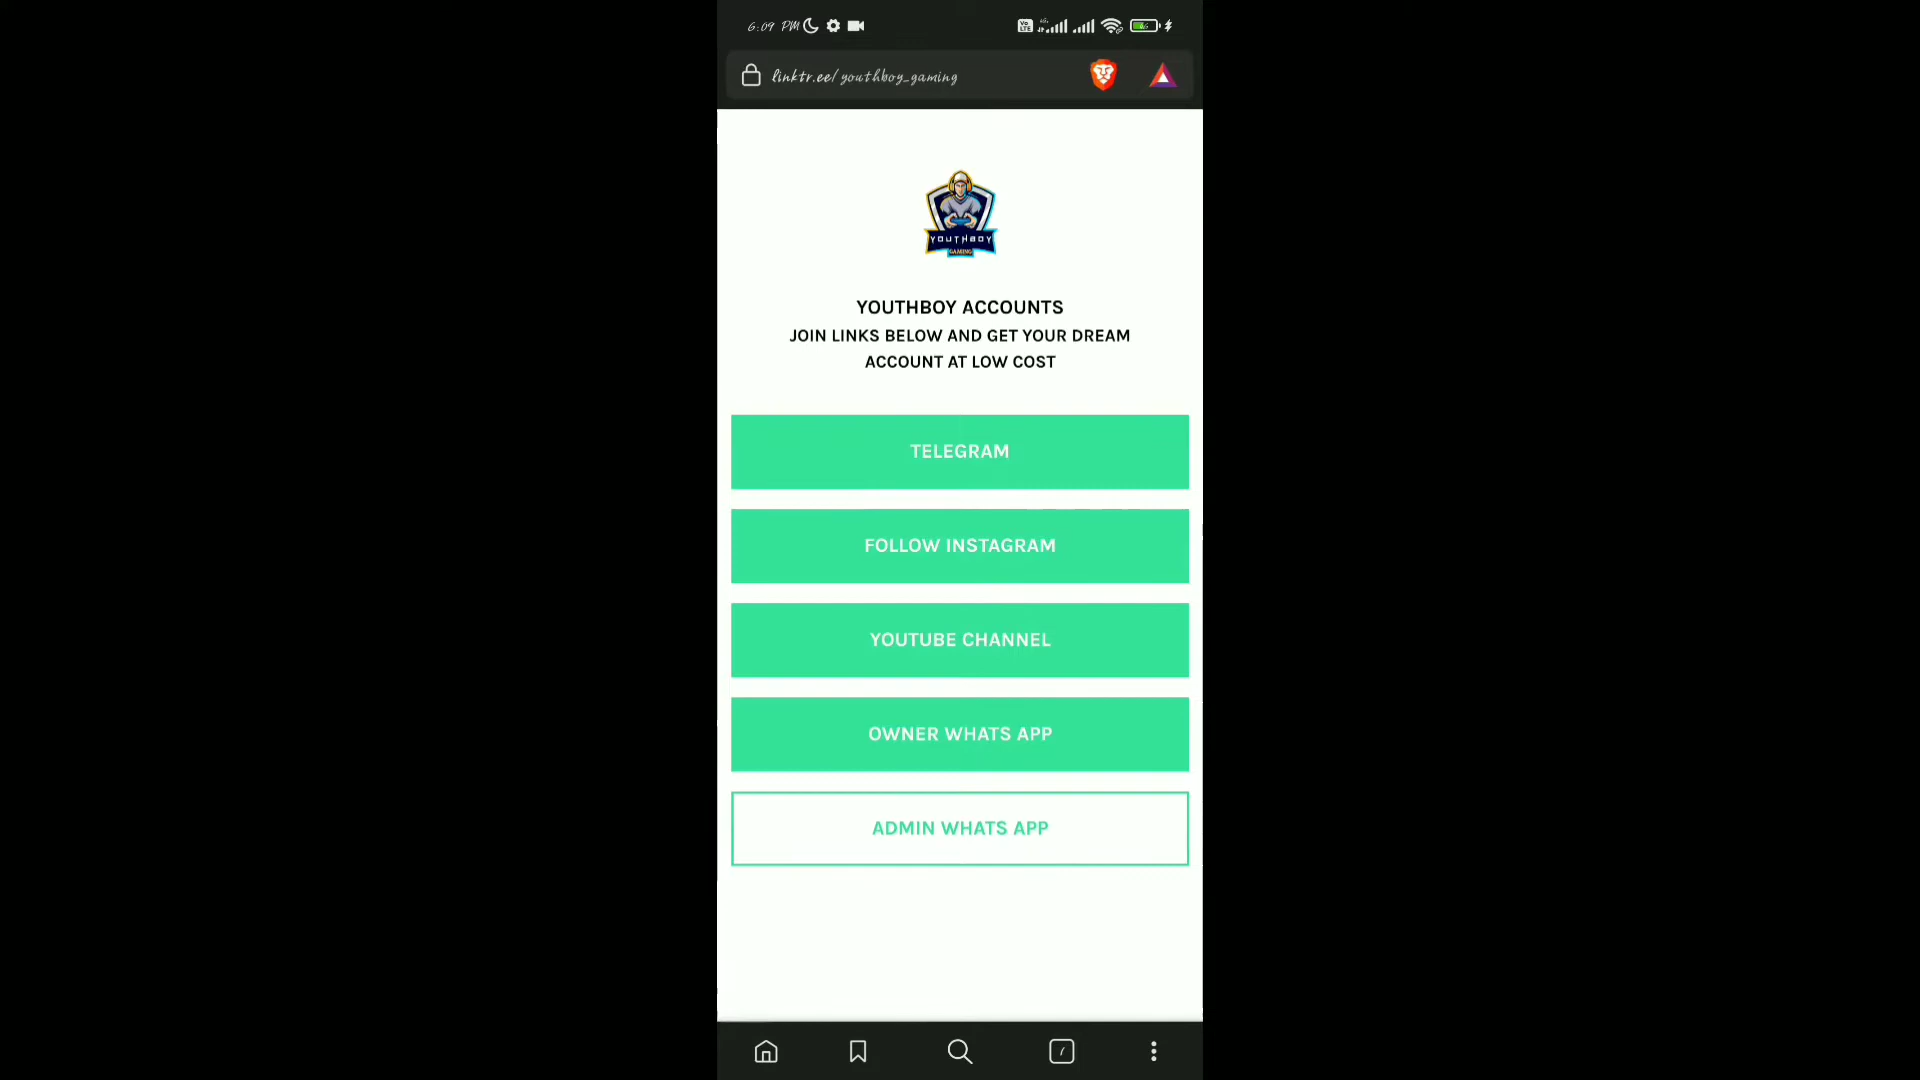 6:09 PM
linktr.ee/youthboy_gaming
YOUTHBOY
GAMING
YOUTHBOY ACCOUNTS
JOIN LINKS BELOW AND GET YOUR DREAM
ACCOUNT AT LOW COST
TELEGRAM
FOLLOW INSTAGRAM
YOUTUBE CHANNEL
OWNER WHATS APP
ADMIN WHATS APP